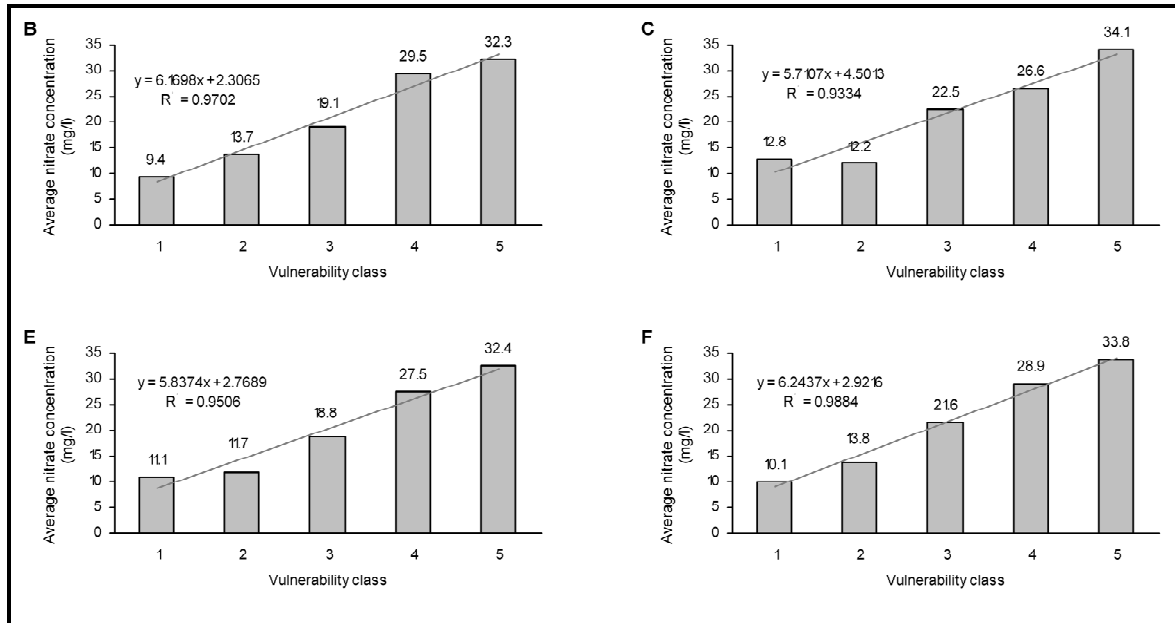 B
Average nitrate concentration
(mg/l)
35
30
25
20
15
10
5
0
y = 6.1698x + 2.3065
R² = 0.9702
9.4
13.7
19.1
29.5
32.3
1 2 3 4 5
Vulnerability class
C
Average nitrate concentration
(mg/l)
35
30
25
20
15
10
5
0
y = 5.7107x + 4.5013
R² = 0.9334
12.8
12.2
22.5
26.6
34.1
1 2 3 4 5
Vulnerability class
E
Average nitrate concentration
(mg/l)
35
30
25
20
15
10
5
0
y = 5.8374x + 2.7689
R² = 0.9506
11.1
11.7
18.8
27.5
32.4
1 2 3 4 5
Vulnerability class
F
Average nitrate concentration
(mg/l)
35
30
25
20
15
10
5
0
y = 6.2437x + 2.9216
R² = 0.9884
10.1
13.8
21.6
28.9
33.8
1 2 3 4 5
Vulnerability class